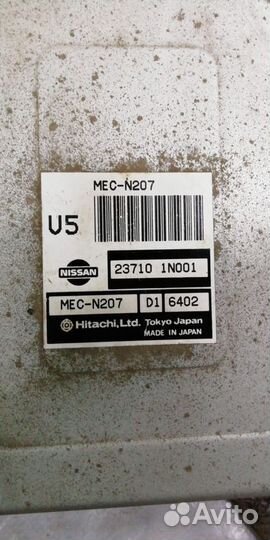 MEC-N207
V5
NISSAN
23710 1N001
MEC-N207 D1 6402
Hitachi, Ltd. Tokyo Japan
MADE IN JAPAN
Avito